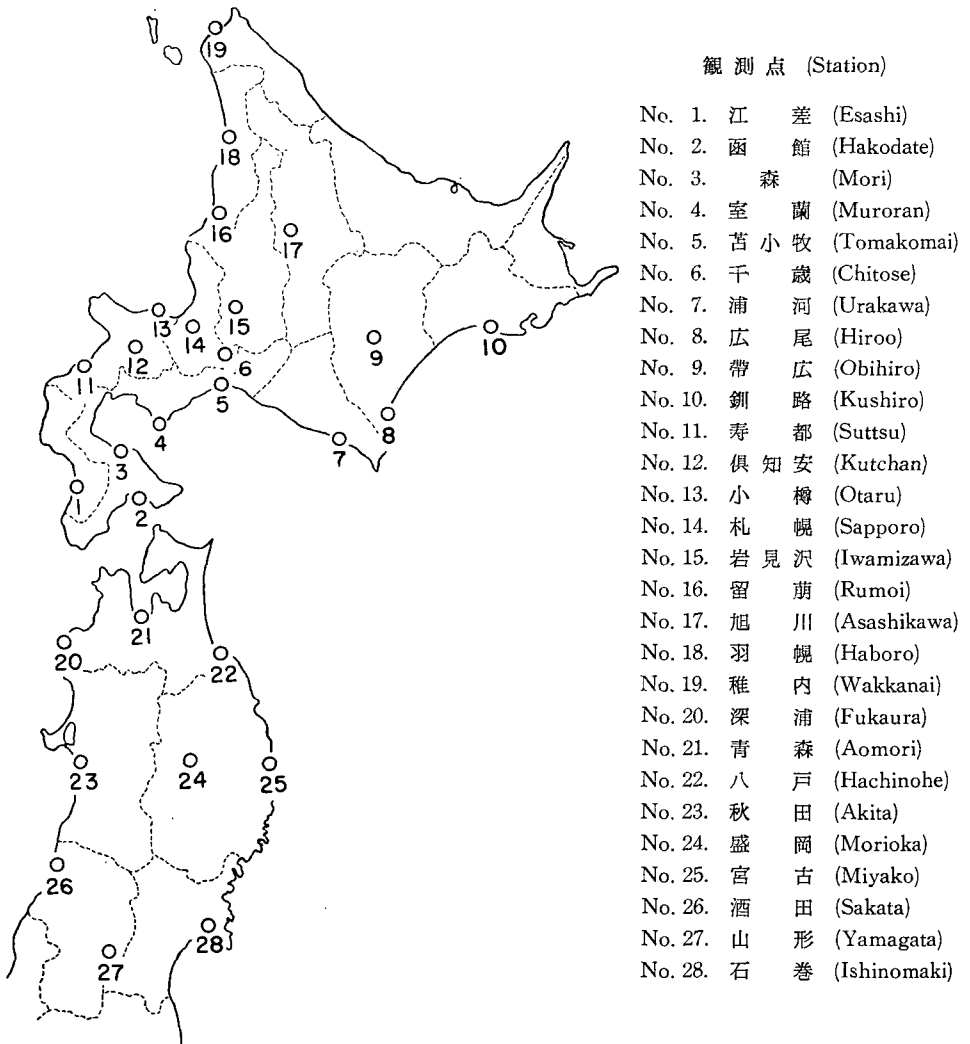 観測点 (Station)
No. 1. 江差 (Esashi)
No. 2. 函館 (Hakodate)
No. 3. 森 (Mori)
No. 4. 室蘭 (Muroran)
No. 5. 苫小牧 (Tomakomai)
No. 6. 千歳 (Chitose)
No. 7. 浦河 (Urakawa)
No. 8. 広尾 (Hiroo)
No. 9. 帯広 (Obihiro)
No. 10. 釧路 (Kushiro)
No. 11. 寿都 (Suttsu)
No. 12. 倶知安 (Kutchan)
No. 13. 小樽 (Otaru)
No. 14. 札幌 (Sapporo)
No. 15. 岩見沢 (Iwamizawa)
No. 16. 留萠 (Rumoi)
No. 17. 旭川 (Asashikawa)
No. 18. 羽幌 (Haboro)
No. 19. 稚内 (Wakkanai)
No. 20. 深浦 (Fukaura)
No. 21. 青森 (Aomori)
No. 22. 八戸 (Hachinohe)
No. 23. 秋田 (Akita)
No. 24. 盛岡 (Morioka)
No. 25. 宮古 (Miyako)
No. 26. 酒田 (Sakata)
No. 27. 山形 (Yamagata)
No. 28. 石巻 (Ishinomaki)
19
18
16
17
13
14
15
12
6
9
10
11
5
8
4
7
3
1
2
21
20
22
23
24
25
26
28
27